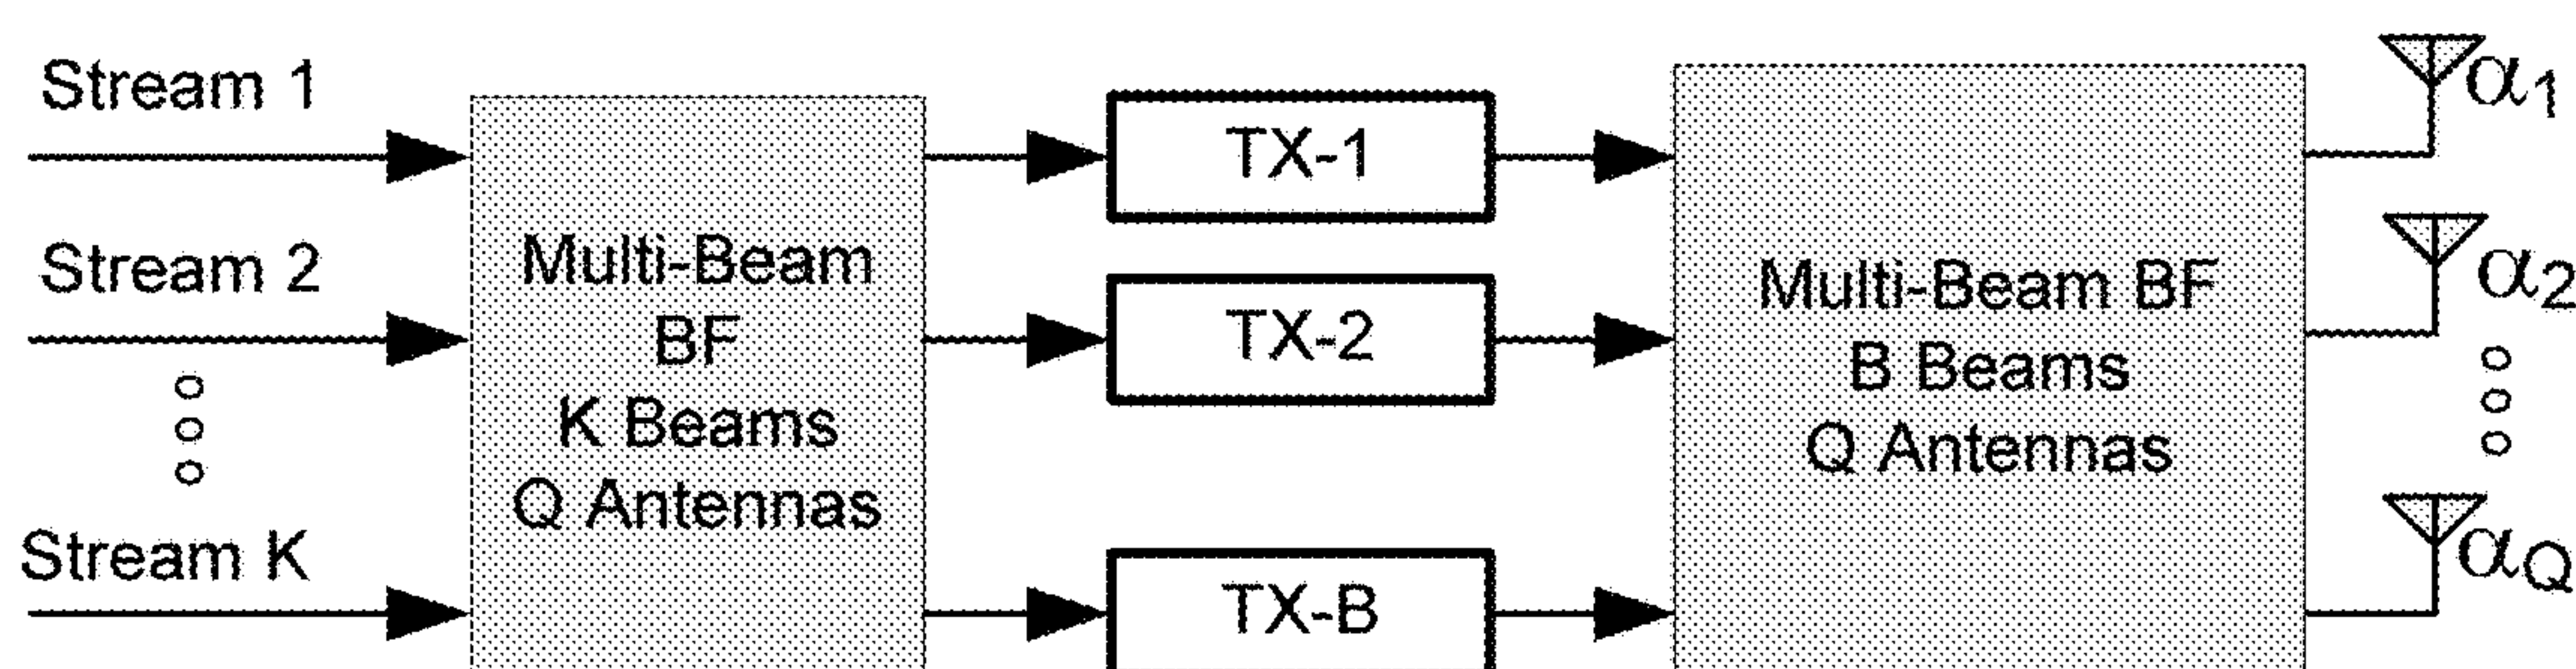 Stream 1
Stream 2
Stream K
Multi-Beam
BF
K Beams
Q Antennas
TX-1
TX-2
TX-B
Multi-Beam BF
B Beams
Q Antennas
α1
α2
αQ